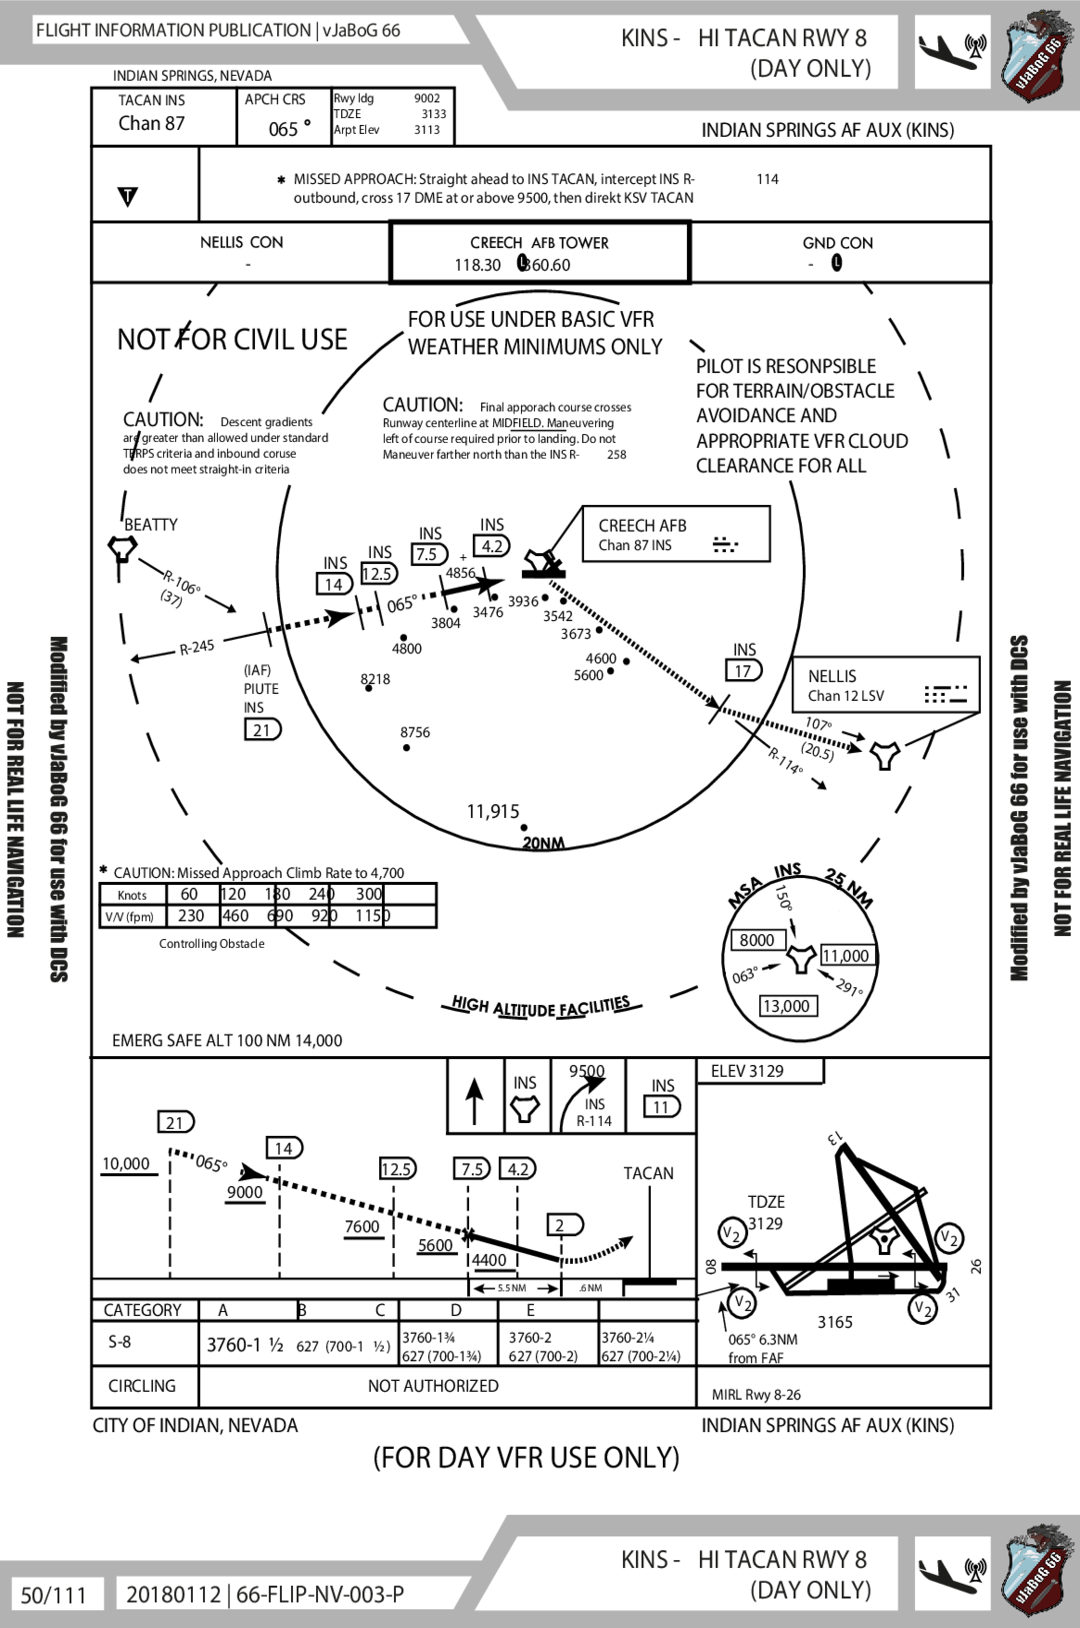 FLIGHT INFORMATION PUBLICATION | vJaBoG 66
KINS - HI TACAN RWY 8
(DAY ONLY)
vJaBoG 66
INDIAN SPRINGS, NEVADA
TACAN INS
Chan 87
APCH CRS
065 °
Rwy ldg 9002
TDZE 3133
Arpt Elev 3113
INDIAN SPRINGS AF AUX (KINS)
T
* MISSED APPROACH: Straight ahead to INS TACAN, intercept INS R- 114
outbound, cross 17 DME at or above 9500, then direkt KSV TACAN
NELLIS CON
-
CREECH AFB TOWER
118.30 L 360.60
GND CON
- L
NOT FOR CIVIL USE
FOR USE UNDER BASIC VFR
WEATHER MINIMUMS ONLY
PILOT IS RESONPSIBLE
FOR TERRAIN/OBSTACLE
AVOIDANCE AND
APPROPRIATE VFR CLOUD
CLEARANCE FOR ALL
CAUTION: Descent gradients
are greater than allowed under standard
TERPS criteria and inbound coruse
does not meet straight-in criteria
CAUTION: Final apporach course crosses
Runway centerline at MIDFIELD. Maneuvering
left of course required prior to landing. Do not
Maneuver farther north than the INS R- 258
BEATTY
R-106°
(37)
R-245
(IAF)
PIUTE
INS
21
INS
14
INS
12.5
INS
7.5
INS
4.2
+
4856
065°
CREECH AFB
Chan 87 INS
3804
3476
3936
3542
3673
4800
4600
5600
8218
8756
11,915
20NM
INS
17
NELLIS
Chan 12 LSV
107°
(20.5)
R-114°
* CAUTION: Missed Approach Climb Rate to 4,700
Knots 60 120 180 240 300
V/V (fpm) 230 460 690 920 1150
Controlling Obstacle
HIGH ALTITUDE FACILITIES
MSA INS 25 NM
150°
8000
11,000
063°
291°
13,000
EMERG SAFE ALT 100 NM 14,000
INS
9500
INS
R-114
INS
11
ELEV 3129
21
10,000
065°
14
9000
12.5
7600
7.5
5600
4.2
4400
2
TACAN
5.5 NM
.6 NM
13
TDZE
3129
V2
V2
08
26
V2
V2
31
3165
065° 6.3NM
from FAF
MIRL Rwy 8-26
CATEGORY A B C D E
S-8 3760-1 ½ 627 (700-1 ½) 3760-1¾ 3760-2 3760-2¼
627 (700-1¾) 627 (700-2) 627 (700-2¼)
CIRCLING NOT AUTHORIZED
CITY OF INDIAN, NEVADA
INDIAN SPRINGS AF AUX (KINS)
(FOR DAY VFR USE ONLY)
Modified by vJaBoG 66 for use with DCS
NOT FOR REAL LIFE NAVIGATION
Modified by vJaBoG 66 for use with DCS
NOT FOR REAL LIFE NAVIGATION
50/111
20180112 | 66-FLIP-NV-003-P
KINS - HI TACAN RWY 8
(DAY ONLY)
vJaBoG 66